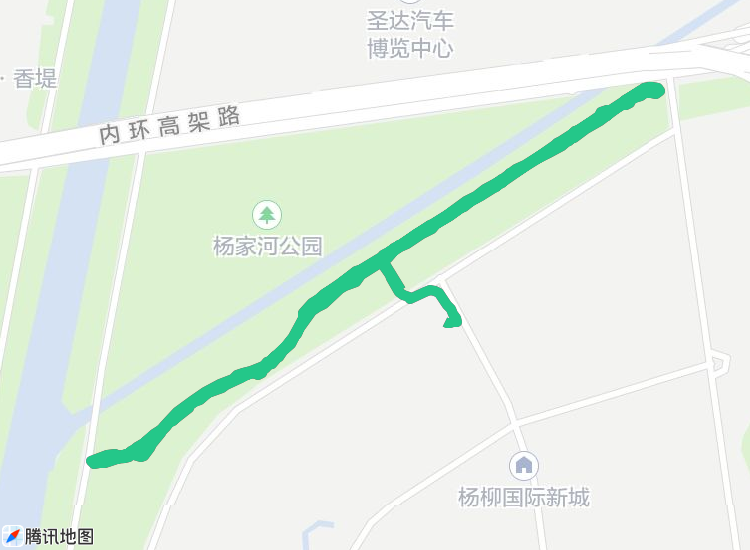 圣达汽车
博览中心
· 香堤
内环高架路
杨家河公园
杨柳国际新城
腾讯地图